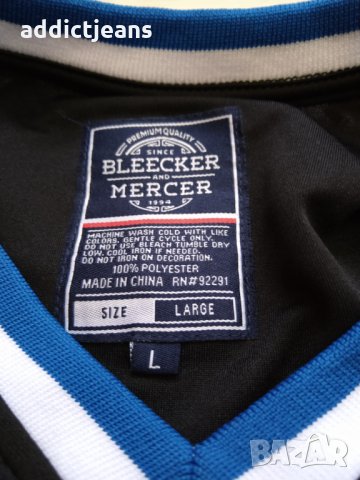 addictjeans
PREMIUM QUALITY
SINCE
BLEECKER
AND
MERCER
1994
MACHINE WASH COLD WITH LIKE
COLORS. GENTLE CYCLE ONLY.
DO NOT USE BLEACH TUMBLE DRY
LOW. COOL IRON IF NEEDED.
DO NOT IRON ON DECORATION.
100% POLYESTER
MADE IN CHINA RN#92291
SIZE LARGE
L
BAZAR